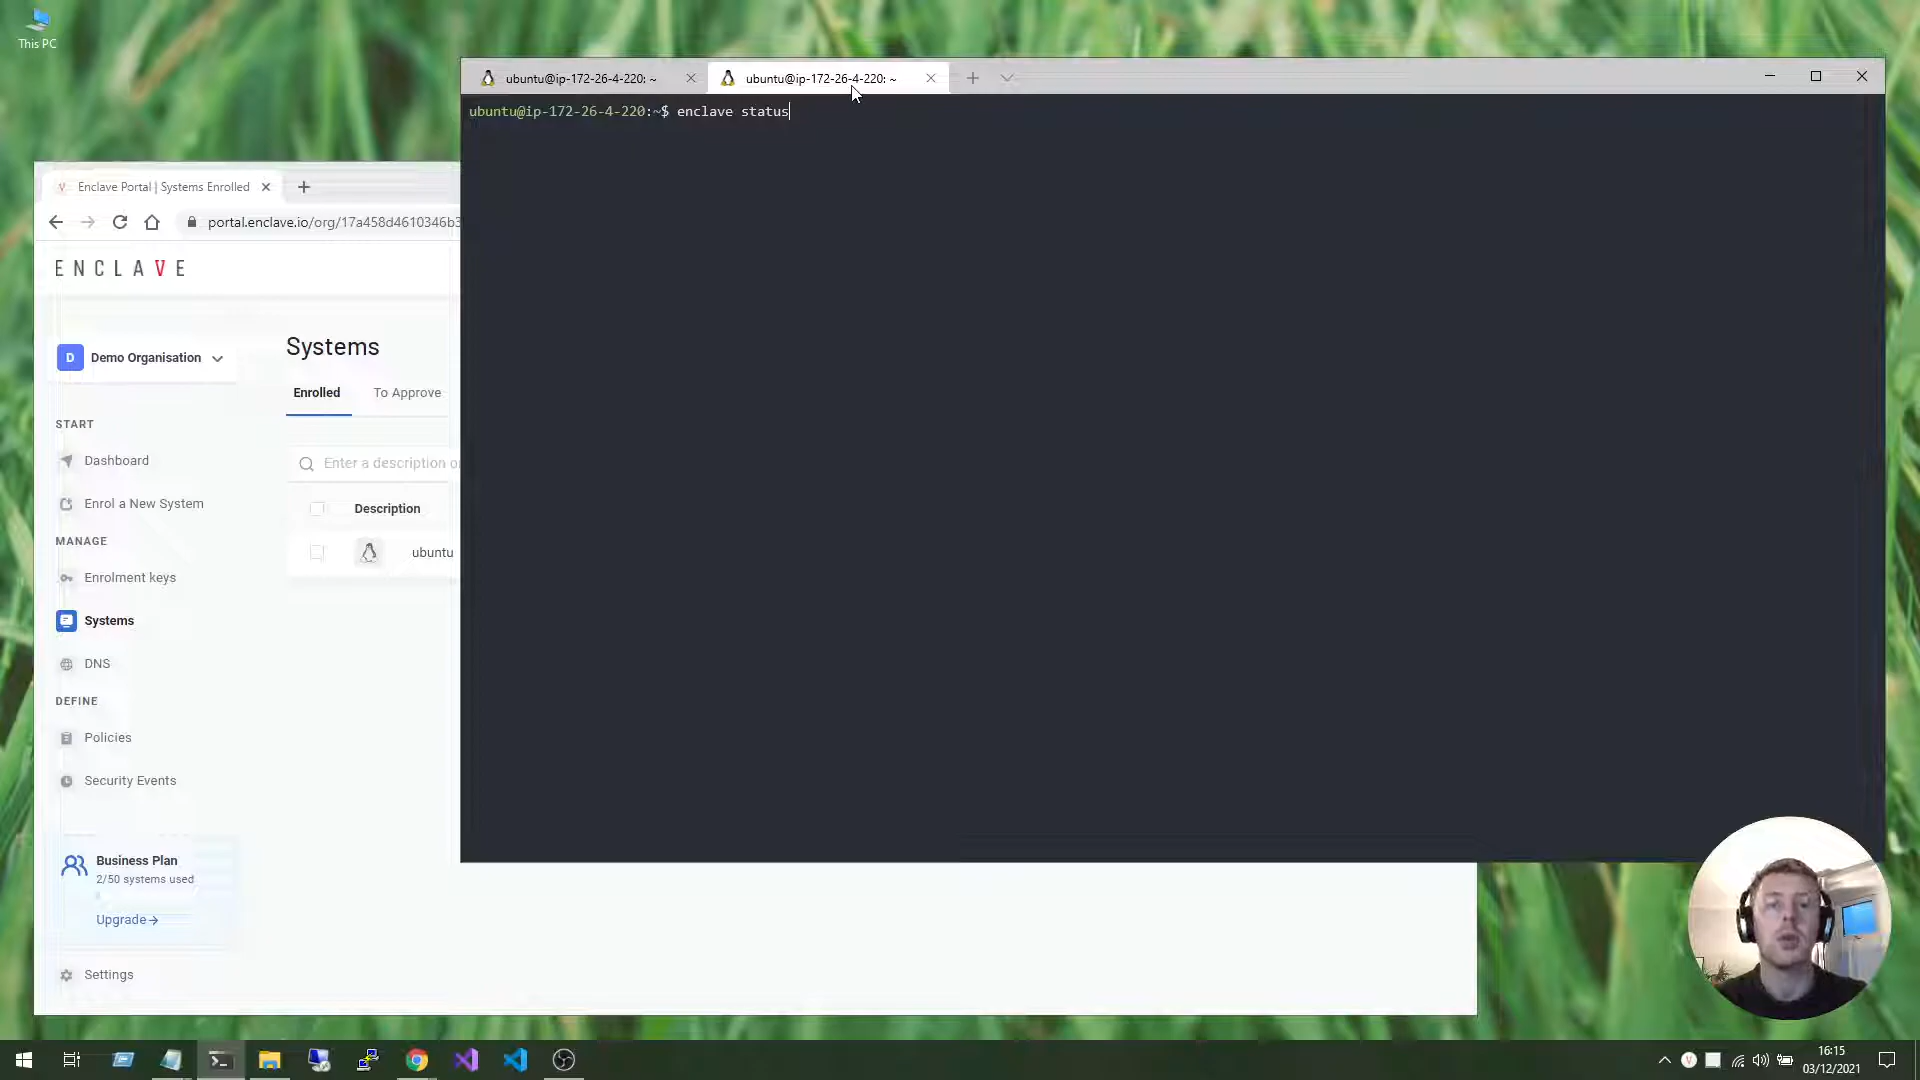 This PC
ubuntu@ip-172-26-4-220: ~
ubuntu@ip-172-26-4-220: ~
ubuntu@ip-172-26-4-220:~$ enclave status
Enclave Portal | Systems Enrolled
portal.enclave.io/org/17a458d4610346b3
ENCLAVE
D Demo Organisation
Systems
Enrolled To Approve
START
Dashboard
Enter a description o
Enrol a New System
Description
MANAGE
ubuntu
Enrolment keys
Systems
DNS
DEFINE
Policies
Security Events
Business Plan
2/50 systems used
Upgrade→
Settings
16:15
03/12/2021